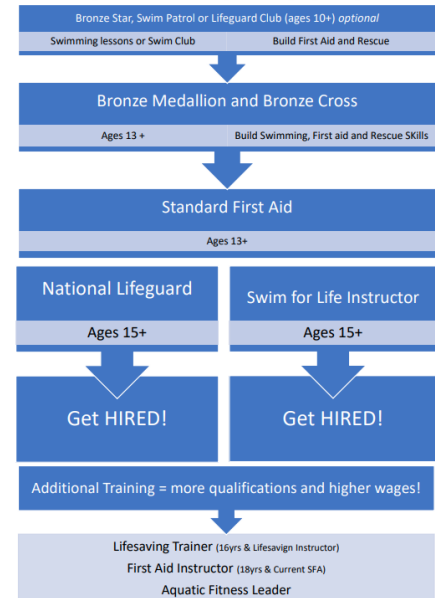 Bronze Star, Swim Patrol or Lifeguard Club (ages 10+) optional
Swimming lessons or Swim Club
Build First Aid and Rescue
Bronze Medallion and Bronze Cross
Ages 13 +
Build Swimming, First aid and Rescue SKills
Standard First Aid
Ages 13+
National Lifeguard
Ages 15+
Get HIRED!
Swim for Life Instructor
Ages 15+
Get HIRED!
Additional Training = more qualifications and higher wages!
Lifesaving Trainer (16yrs & Lifesavign Instructor)
First Aid Instructor (18yrs & Current SFA)
Aquatic Fitness Leader